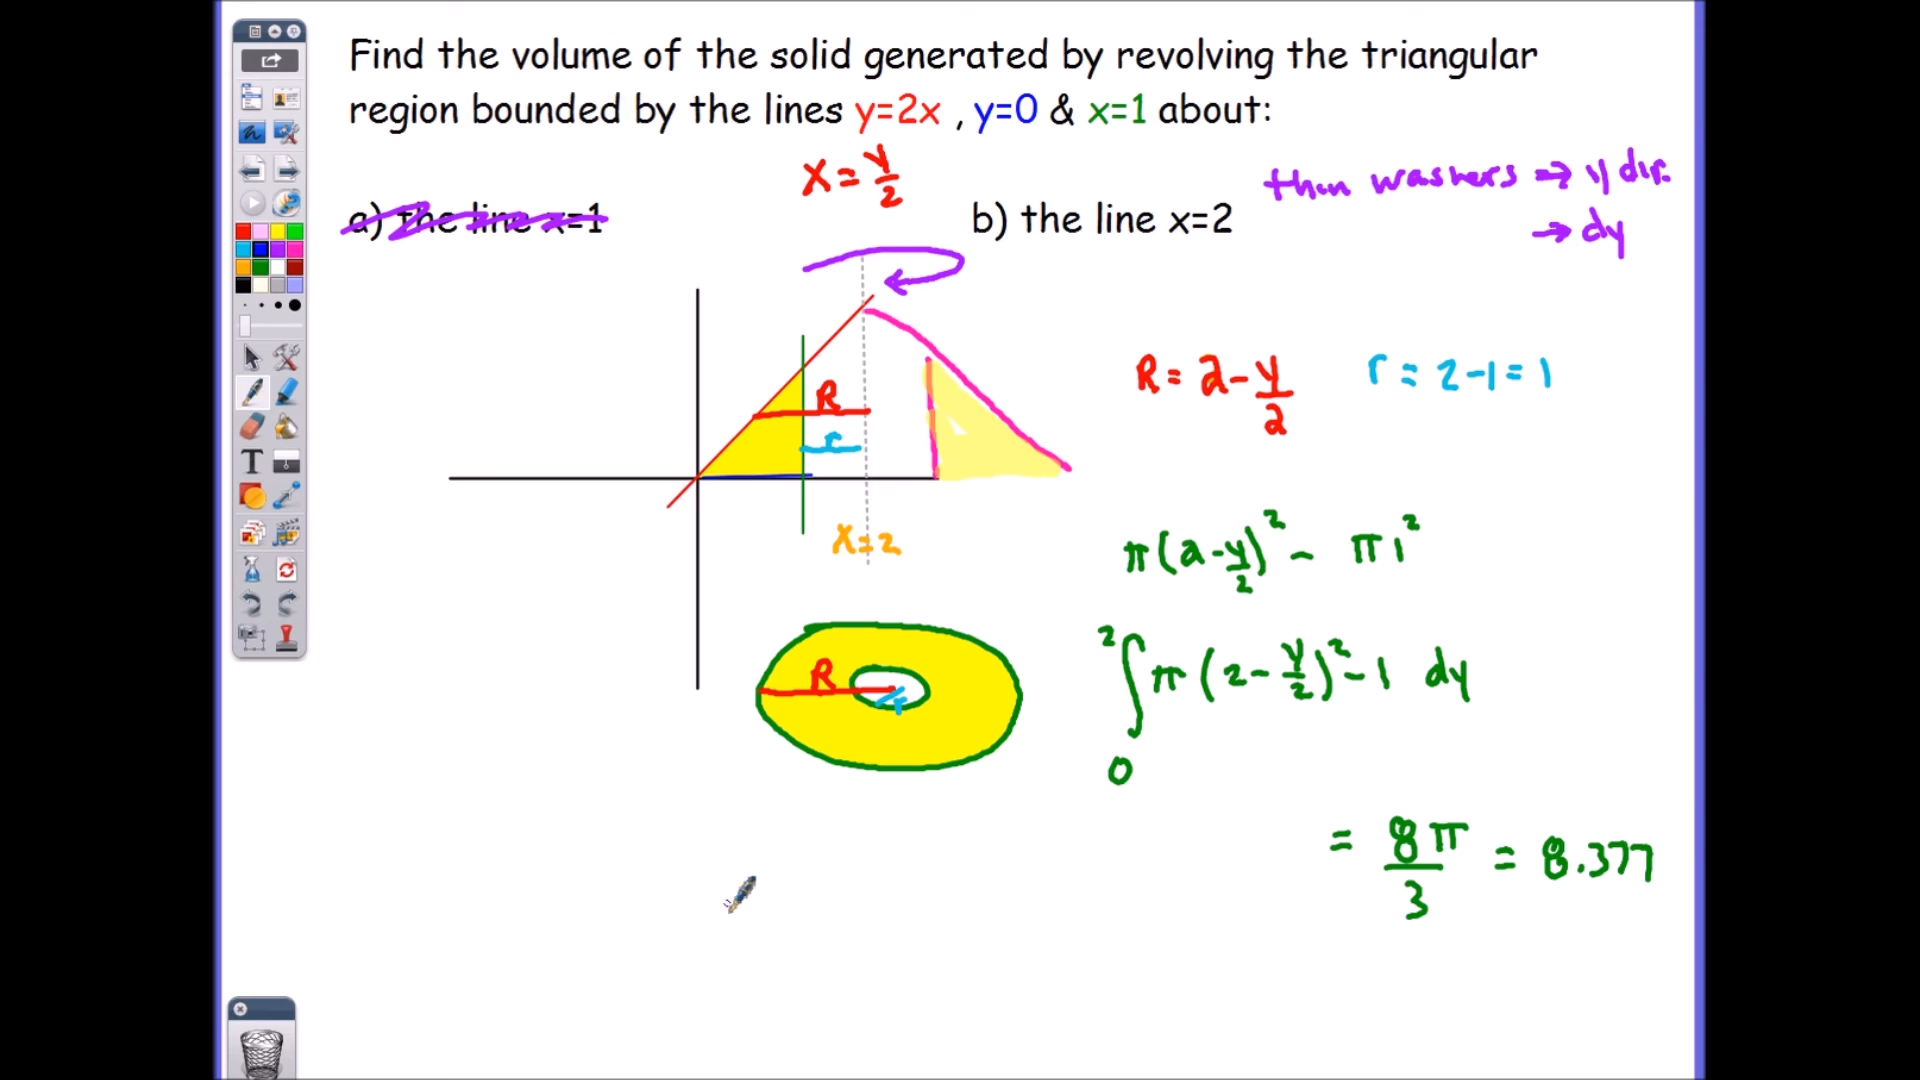 Find the volume of the solid generated by revolving the triangular
region bounded by the lines y=2x , y=0 & x=1 about:
x = y/2
a) the line x=1
b) the line x=2
thin washers → y dir.
→ dy
R
r
x=2
R = 2 - y/2
r = 2-1 = 1
π(2-y/2)² - π1²
R
r
∫₀² π(2 - y/2)² - 1 dy
= 8π/3 = 8.377
T